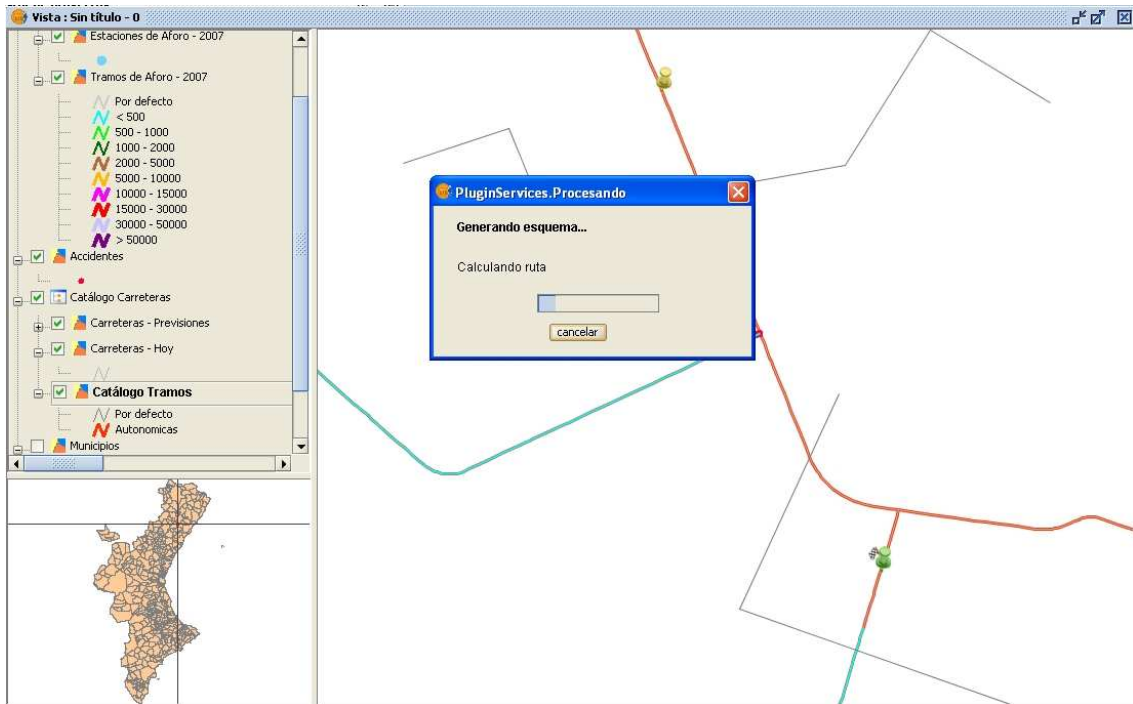 Vista : Sin título - 0
Estaciones de Aforo - 2007
Tramos de Aforo - 2007
Por defecto
< 500
500 - 1000
1000 - 2000
2000 - 5000
5000 - 10000
10000 - 15000
15000 - 30000
30000 - 50000
> 50000
Accidentes
Catálogo Carreteras
Carreteras - Previsiones
Carreteras - Hoy
Catálogo Tramos
Por defecto
Autonomicas
Municipios
PluginServices.Procesando
Generando esquema...
Calculando ruta
cancelar